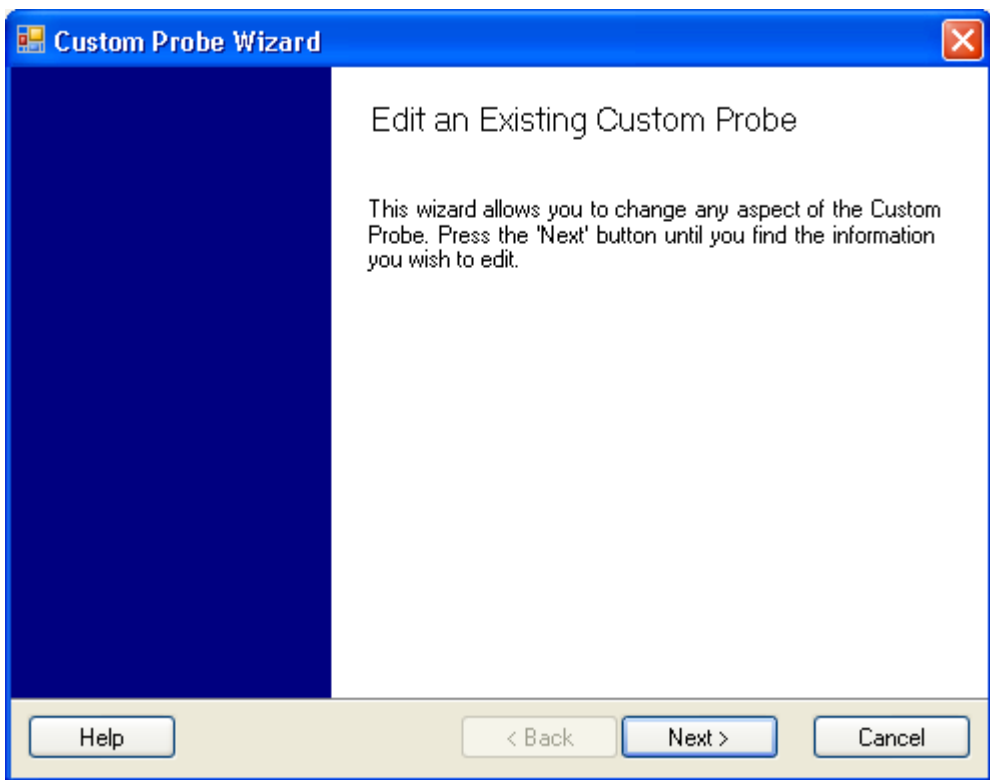 Custom Probe Wizard
Edit an Existing Custom Probe
This wizard allows you to change any aspect of the Custom
Probe. Press the 'Next' button until you find the information
you wish to edit.
Help
< Back
Next >
Cancel